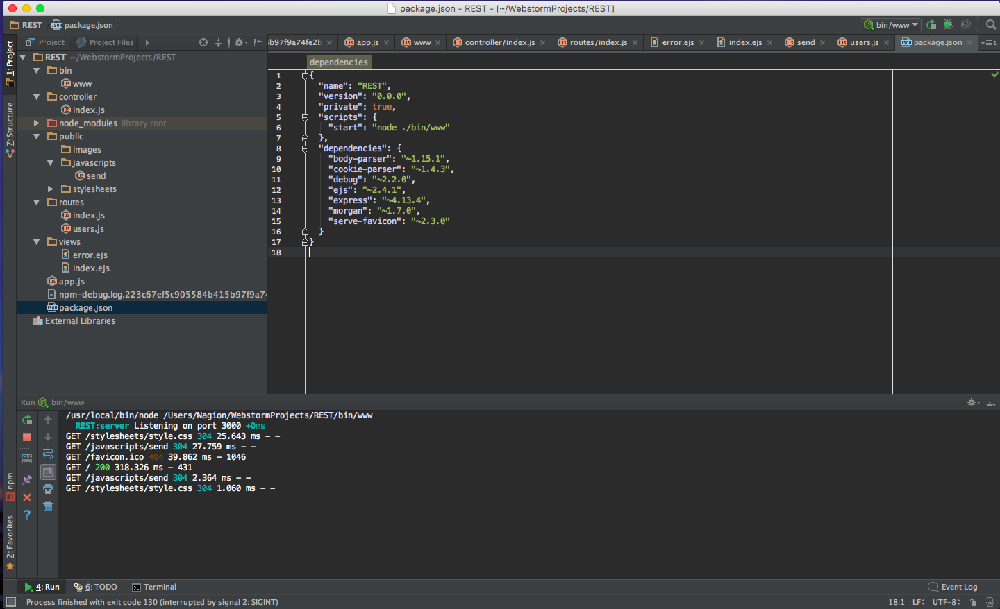 package.json - REST - [~/WebstormProjects/REST]
REST package.json
bin/www
1: Project
Z: Structure
npm
2: Favorites
Project Project Files
5b97f9a74fe2b app.js www controller/index.js routes/index.js error.ejs index.ejs send users.js package.json 1
REST ~/WebstormProjects/REST
bin
www
controller
index.js
node_modules library root
public
images
javascripts
send
stylesheets
routes
index.js
users.js
views
error.ejs
index.ejs
app.js
npm-debug.log.223c67ef5c905584b415b97f9a74
package.json
External Libraries
dependencies
1 {
2 "name": "REST",
3 "version": "0.0.0",
4 "private": true,
5 "scripts": {
6 "start": "node ./bin/www"
7 },
8 "dependencies": {
9 "body-parser": "~1.15.1",
10 "cookie-parser": "~1.4.3",
11 "debug": "~2.2.0",
12 "ejs": "~2.4.1",
13 "express": "~4.13.4",
14 "morgan": "~1.7.0",
15 "serve-favicon": "~2.3.0"
16 }
17 }
18
Run bin/www
/usr/local/bin/node /Users/Nagion/WebstormProjects/REST/bin/www
REST:server Listening on port 3000 +0ms
GET /stylesheets/style.css 304 25.643 ms - -
GET /javascripts/send 304 27.759 ms - -
GET /favicon.ico 404 39.862 ms - 1046
GET / 200 318.326 ms - 431
GET /javascripts/send 304 2.364 ms - -
GET /stylesheets/style.css 304 1.060 ms - -
4: Run 6: TODO Terminal Event Log
Process finished with exit code 130 (interrupted by signal 2: SIGINT) 18:1 LF UTF-8